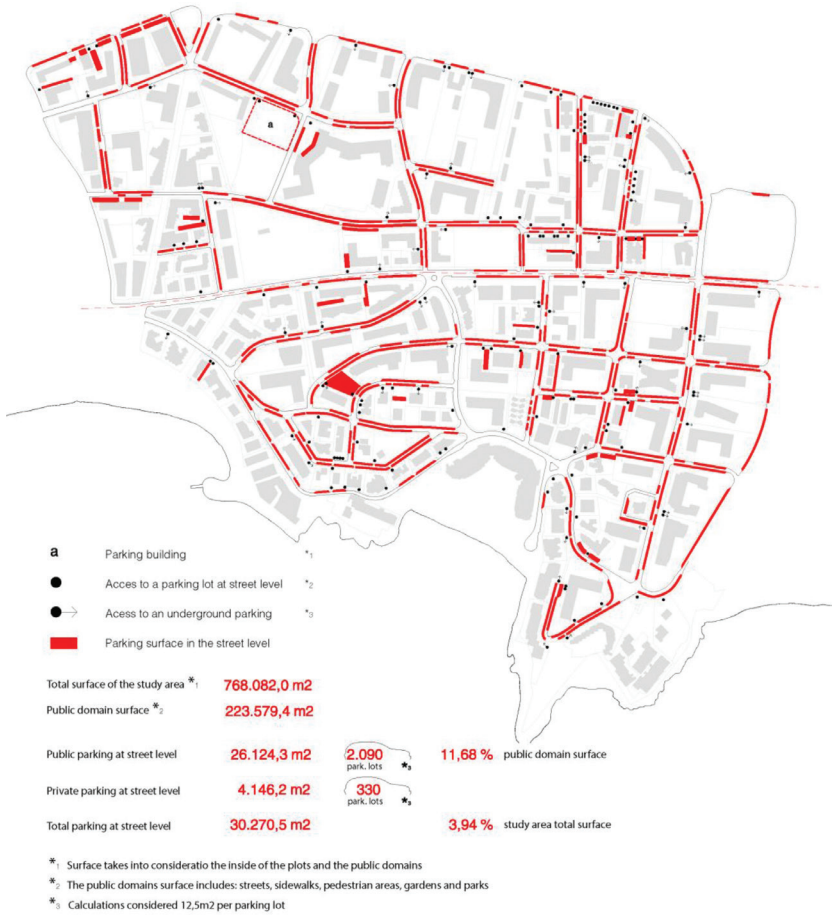 a
a Parking building *1
Acces to a parking lot at street level *2
Acess to an underground parking *3
Parking surface in the street level
Total surface of the study area *1 768.082,0 m2
Public domain surface *2 223.579,4 m2
Public parking at street level 26.124,3 m2 2.090 11,68 % public domain surface
park. lots *3
Private parking at street level 4.146,2 m2 330
park. lots *3
Total parking at street level 30.270,5 m2 3,94 % study area total surface
*1 Surface takes into consideratio the inside of the plots and the public domains
*2 The public domains surface includes: streets, sidewalks, pedestrian areas, gardens and parks
*3 Calculations considered 12,5m2 per parking lot